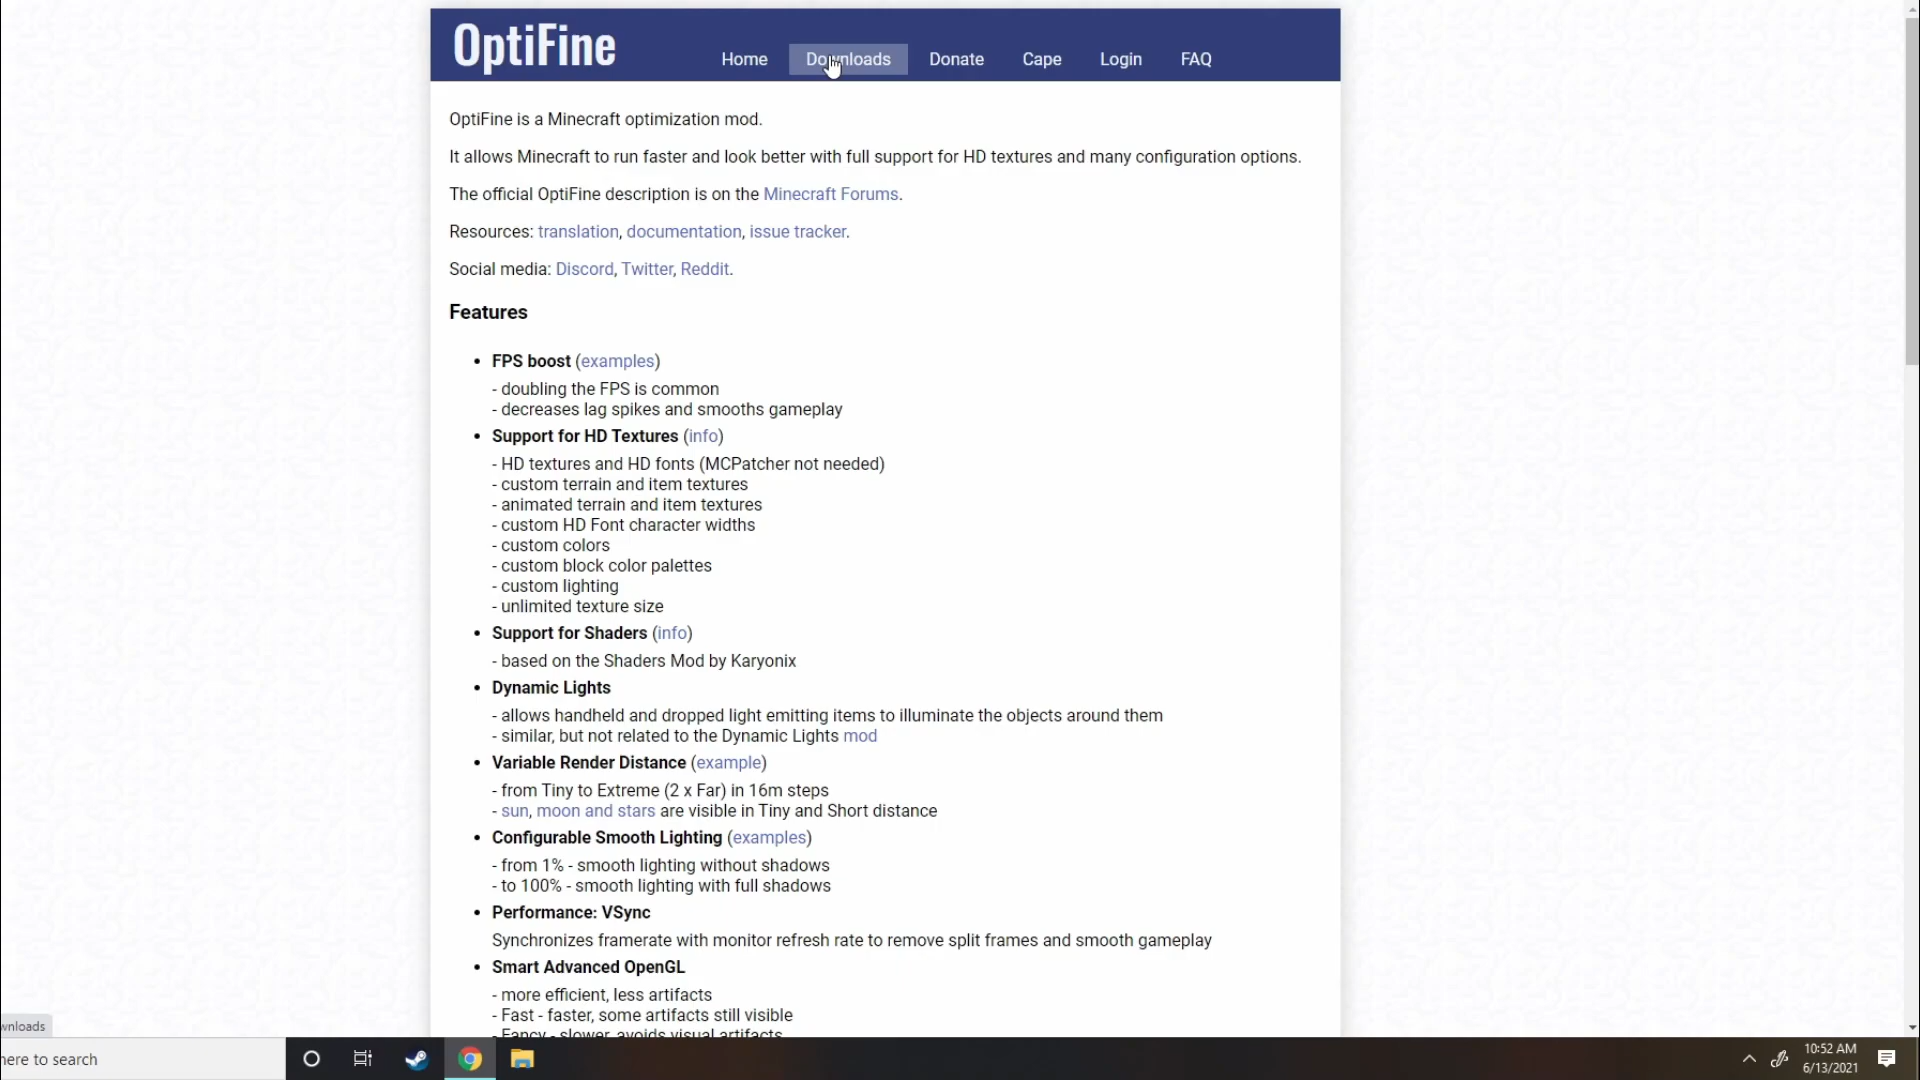 OptiFine
Home Downloads Donate Cape Login FAQ
OptiFine is a Minecraft optimization mod.
It allows Minecraft to run faster and look better with full support for HD textures and many configuration options.
The official OptiFine description is on the Minecraft Forums.
Resources: translation, documentation, issue tracker.
Social media: Discord, Twitter, Reddit.
Features
• FPS boost (examples)
- doubling the FPS is common
- decreases lag spikes and smooths gameplay
• Support for HD Textures (info)
- HD textures and HD fonts (MCPatcher not needed)
- custom terrain and item textures
- animated terrain and item textures
- custom HD Font character widths
- custom colors
- custom block color palettes
- custom lighting
- unlimited texture size
• Support for Shaders (info)
- based on the Shaders Mod by Karyonix
• Dynamic Lights
- allows handheld and dropped light emitting items to illuminate the objects around them
- similar, but not related to the Dynamic Lights mod
• Variable Render Distance (example)
- from Tiny to Extreme (2 x Far) in 16m steps
- sun, moon and stars are visible in Tiny and Short distance
• Configurable Smooth Lighting (examples)
- from 1% - smooth lighting without shadows
- to 100% - smooth lighting with full shadows
• Performance: VSync
Synchronizes framerate with monitor refresh rate to remove split frames and smooth gameplay
• Smart Advanced OpenGL
- more efficient, less artifacts
- Fast - faster, some artifacts still visible
- Fancy - slower, avoids visual artifacts
wnloads
here to search
10:52 AM
6/13/2021